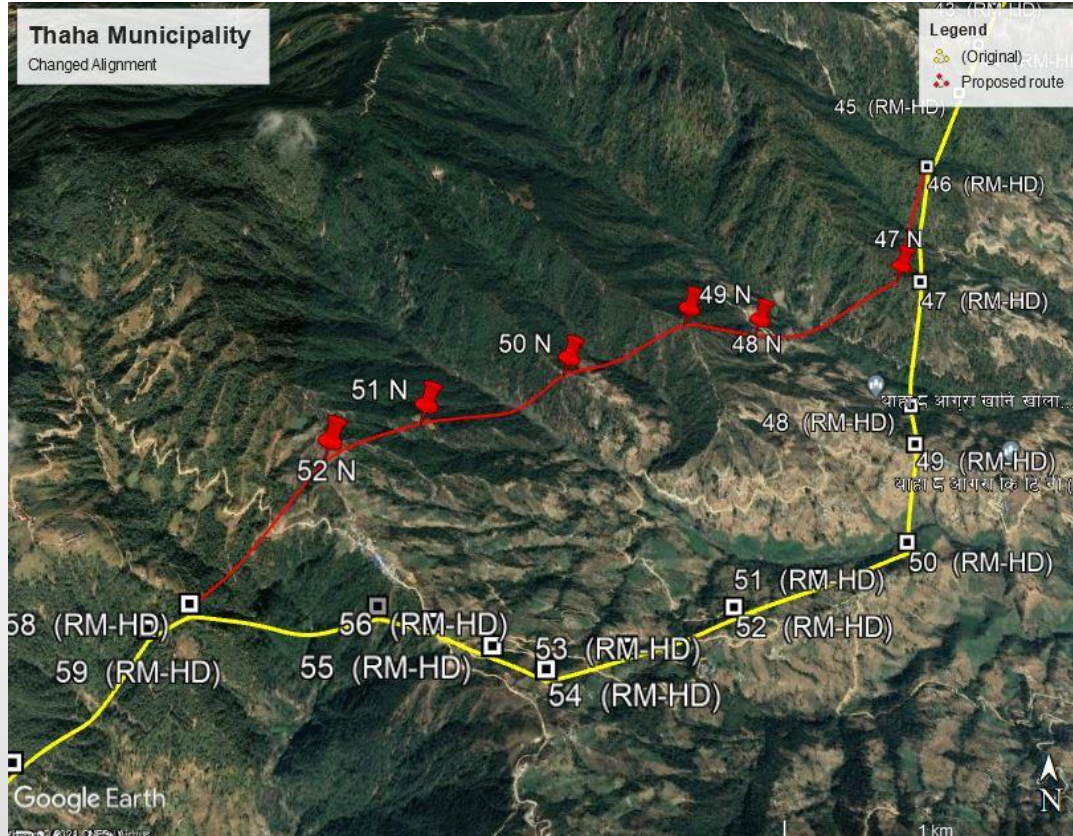 Thaha Municipality
Changed Alignment
Legend
(Original)
Proposed route
45 (RM-HD)
46 (RM-HD)
47 N
47 (RM-HD)
49 N
48 N
50 N
51 N
52 N
48 (RM-HD)
49 (RM-HD)
50 (RM-HD)
51 (RM-HD)
52 (RM-HD)
53 (RM-HD)
54 (RM-HD)
56 (RM-HD)
55 (RM-HD)
58 (RM-HD)
59 (RM-HD)
Google Earth
1 km
N